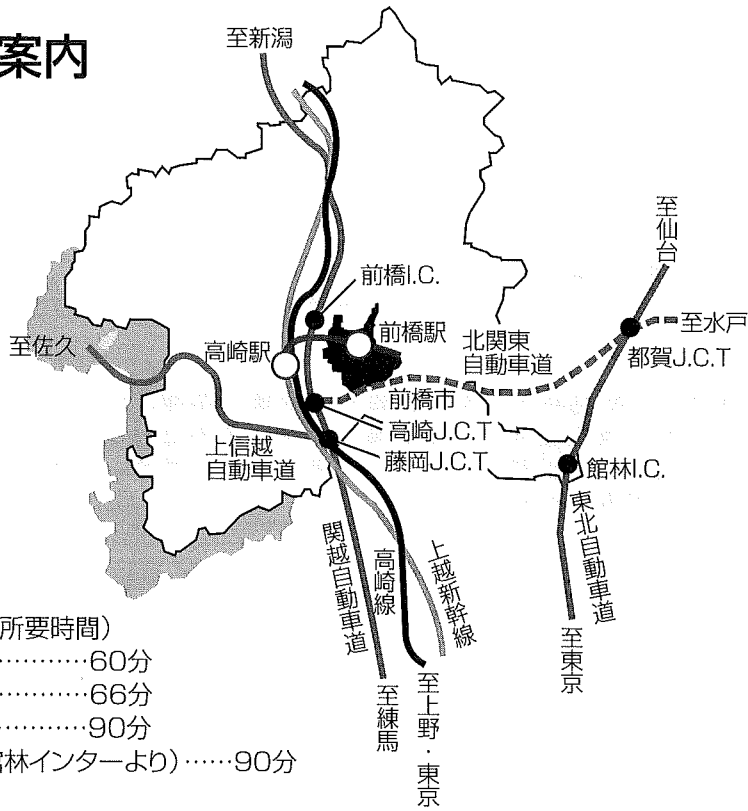 案内
至新潟
至仙台
前橋I.C.
至水戸
前橋駅
北関東
自動車道
都賀J.C.T
至佐久
高崎駅
前橋市
高崎J.C.T
上信越
自動車道
藤岡J.C.T
館林I.C.
関越自動車道
高崎線
上越新幹線
東北自動車道
至練馬
至上野・東京
至東京
所要時間)
…………60分
…………66分
…………90分
館林インターより)……90分